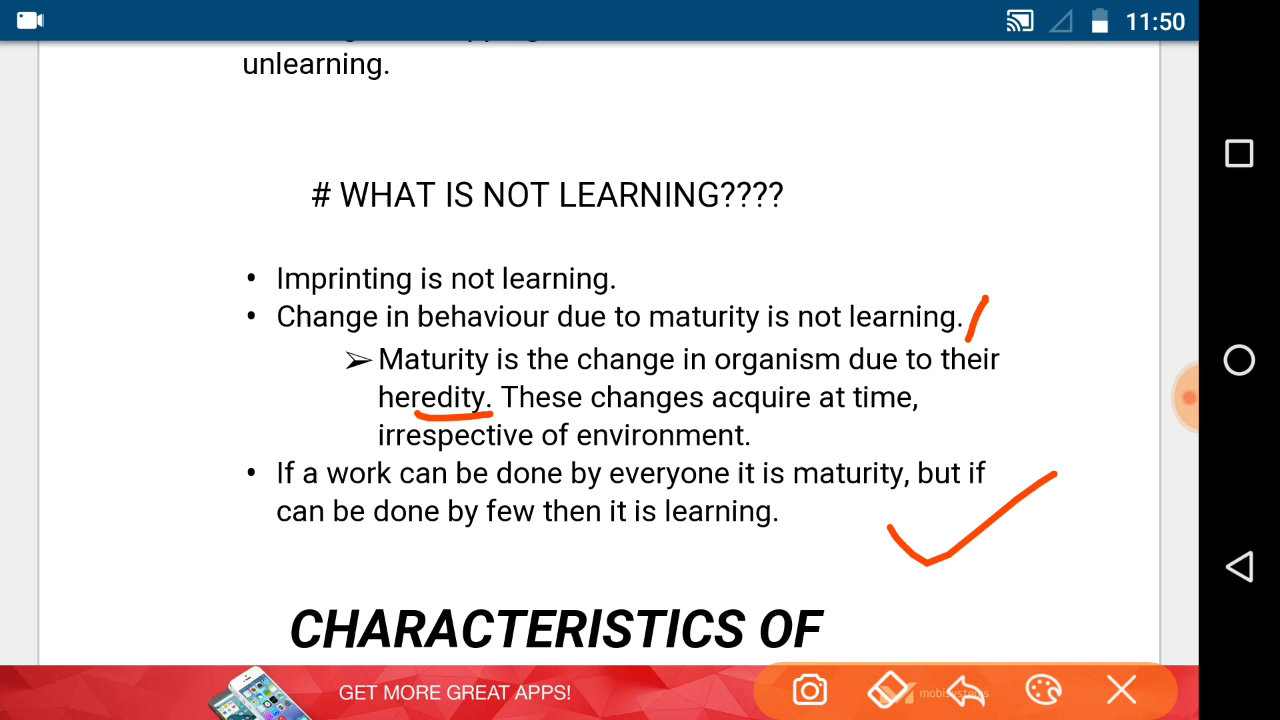 11:50
unlearning.
# WHAT IS NOT LEARNING????
• Imprinting is not learning.
• Change in behaviour due to maturity is not learning.
➢ Maturity is the change in organism due to their
heredity. These changes acquire at time,
irrespective of environment.
• If a work can be done by everyone it is maturity, but if
can be done by few then it is learning.
CHARACTERISTICS OF
GET MORE GREAT APPS!
mobisystems